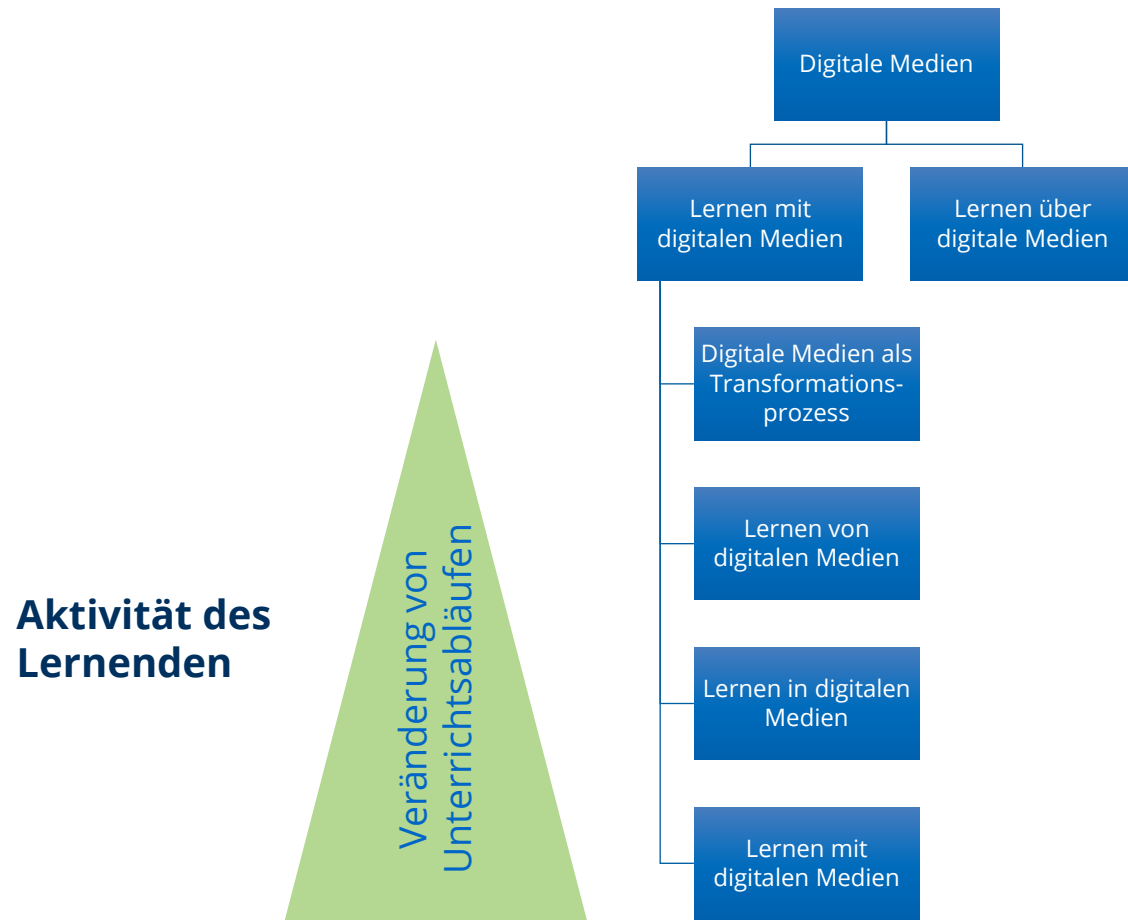 Digitale Medien
Lernen mit
digitalen Medien
Lernen über
digitale Medien
Digitale Medien als
Transformations-
prozess
Lernen von
digitalen Medien
Lernen in digitalen
Medien
Lernen mit
digitalen Medien
Aktivität des
Lernenden
Veränderung von
Unterrichtsabläufen